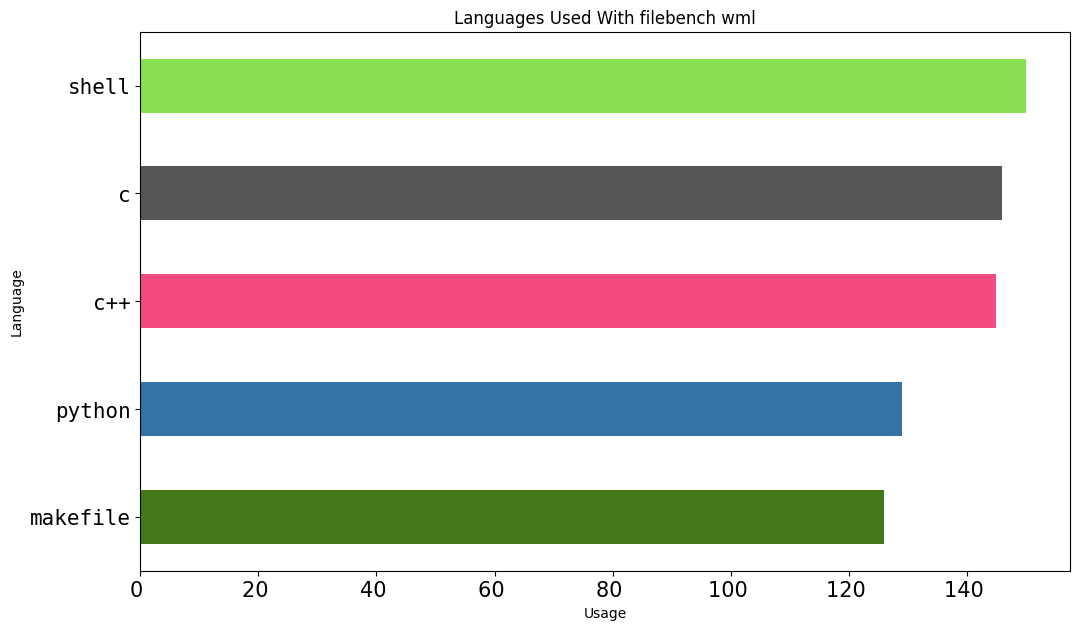 Languages Used With filebench wml
shell
c
c++
python
makefile
Language
0 20 40 60 80 100 120 140
Usage